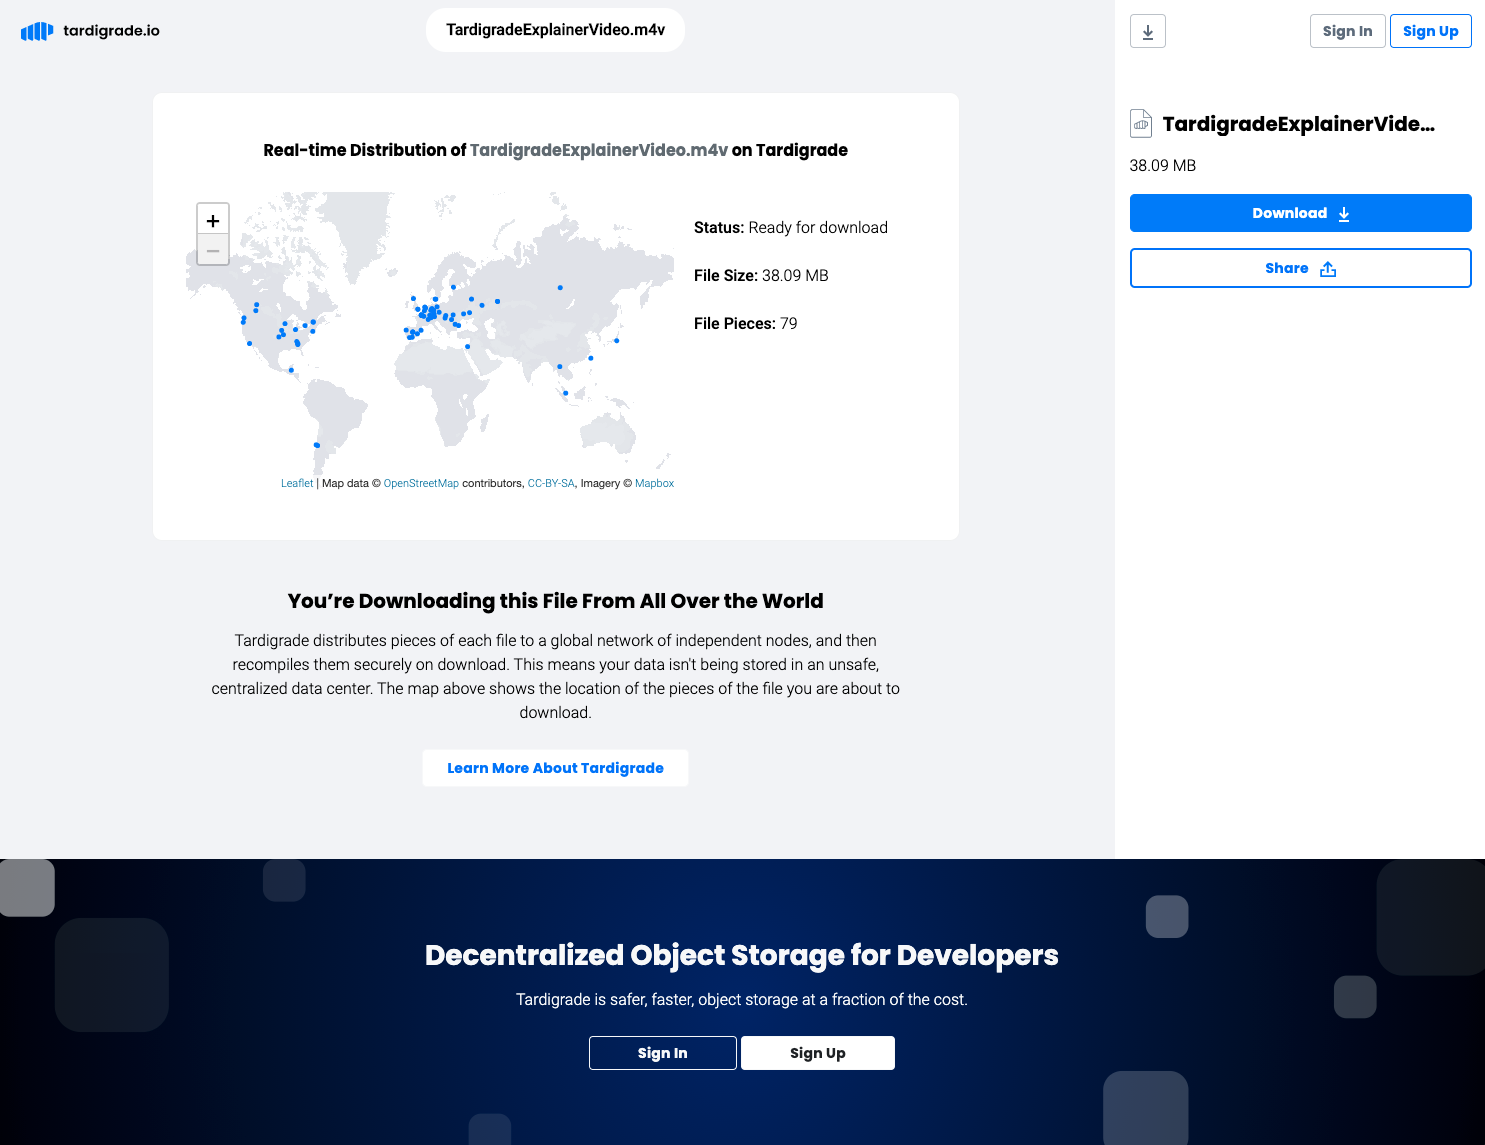 tardigrade.io
TardigradeExplainerVideo.m4v
Sign In
Sign Up
Real-time Distribution of TardigradeExplainerVideo.m4v on Tardigrade
+
−
Status: Ready for download
File Size: 38.09 MB
File Pieces: 79
Leaflet | Map data © OpenStreetMap contributors, CC-BY-SA, Imagery © Mapbox
TardigradeExplainerVide...
38.09 MB
Download
Share
You’re Downloading this File From All Over the World
Tardigrade distributes pieces of each file to a global network of independent nodes, and then
recompiles them securely on download. This means your data isn't being stored in an unsafe,
centralized data center. The map above shows the location of the pieces of the file you are about to
download.
Learn More About Tardigrade
Decentralized Object Storage for Developers
Tardigrade is safer, faster, object storage at a fraction of the cost.
Sign In
Sign Up